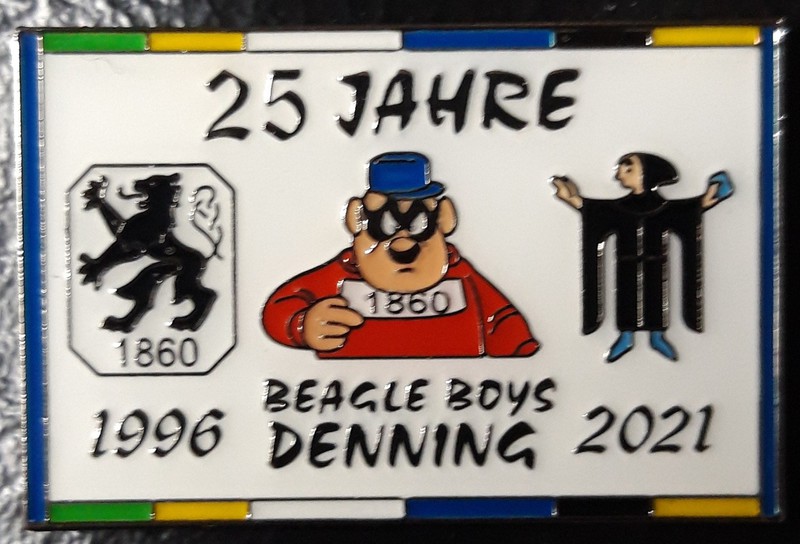 25 JAHRE
1860
1860
BEAGLE BOYS
1996 DENNING 2021